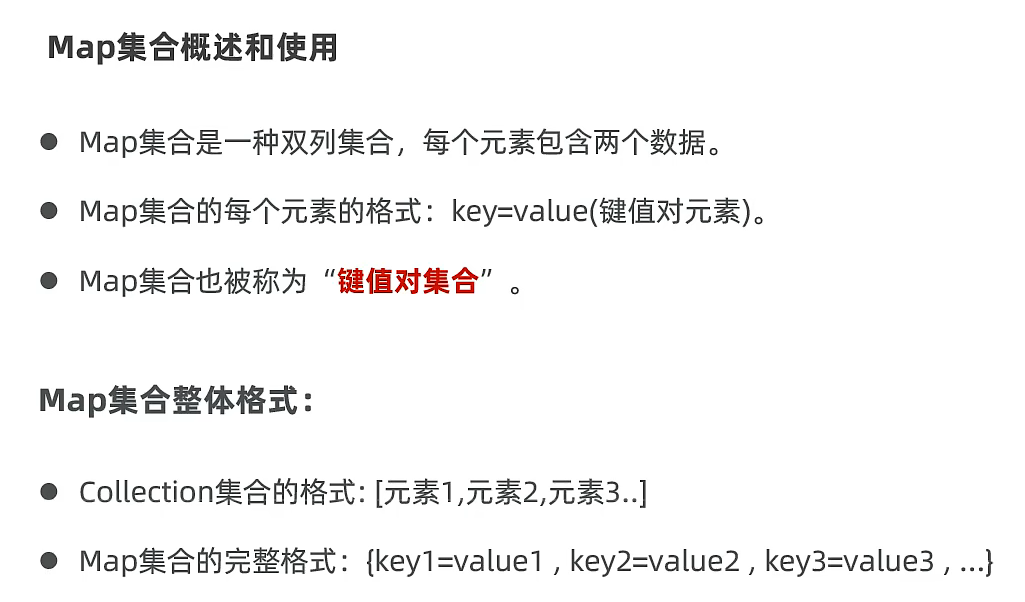 Map集合概述和使用
● Map集合是一种双列集合，每个元素包含两个数据。
● Map集合的每个元素的格式：key=value(键值对元素)。
● Map集合也被称为“键值对集合”。
Map集合整体格式：
● Collection集合的格式: [元素1,元素2,元素3..]
● Map集合的完整格式：{key1=value1 , key2=value2 , key3=value3 , ...}